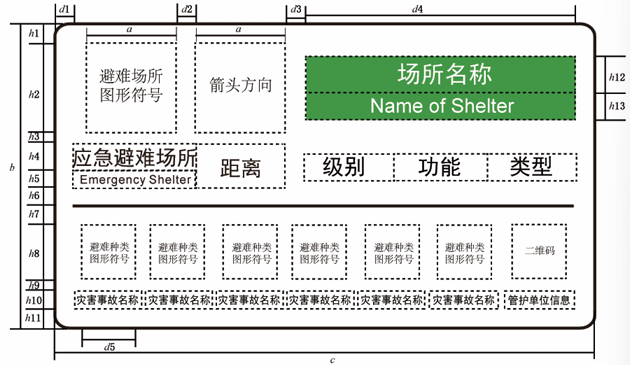 d1
d2
d3
d4
h1
a
a
h2
避难场所
图形符号
箭头方向
场所名称
Name of Shelter
h12
h13
h3
b
h4
应急避难场所
距离
级别
功能
类型
h5
Emergency Shelter
h6
h7
h8
避难种类
图形符号
避难种类
图形符号
避难种类
图形符号
避难种类
图形符号
避难种类
图形符号
避难种类
图形符号
二维码
h9
h10
灾害事故名称
灾害事故名称
灾害事故名称
灾害事故名称
灾害事故名称
灾害事故名称
管护单位信息
h11
d5
c